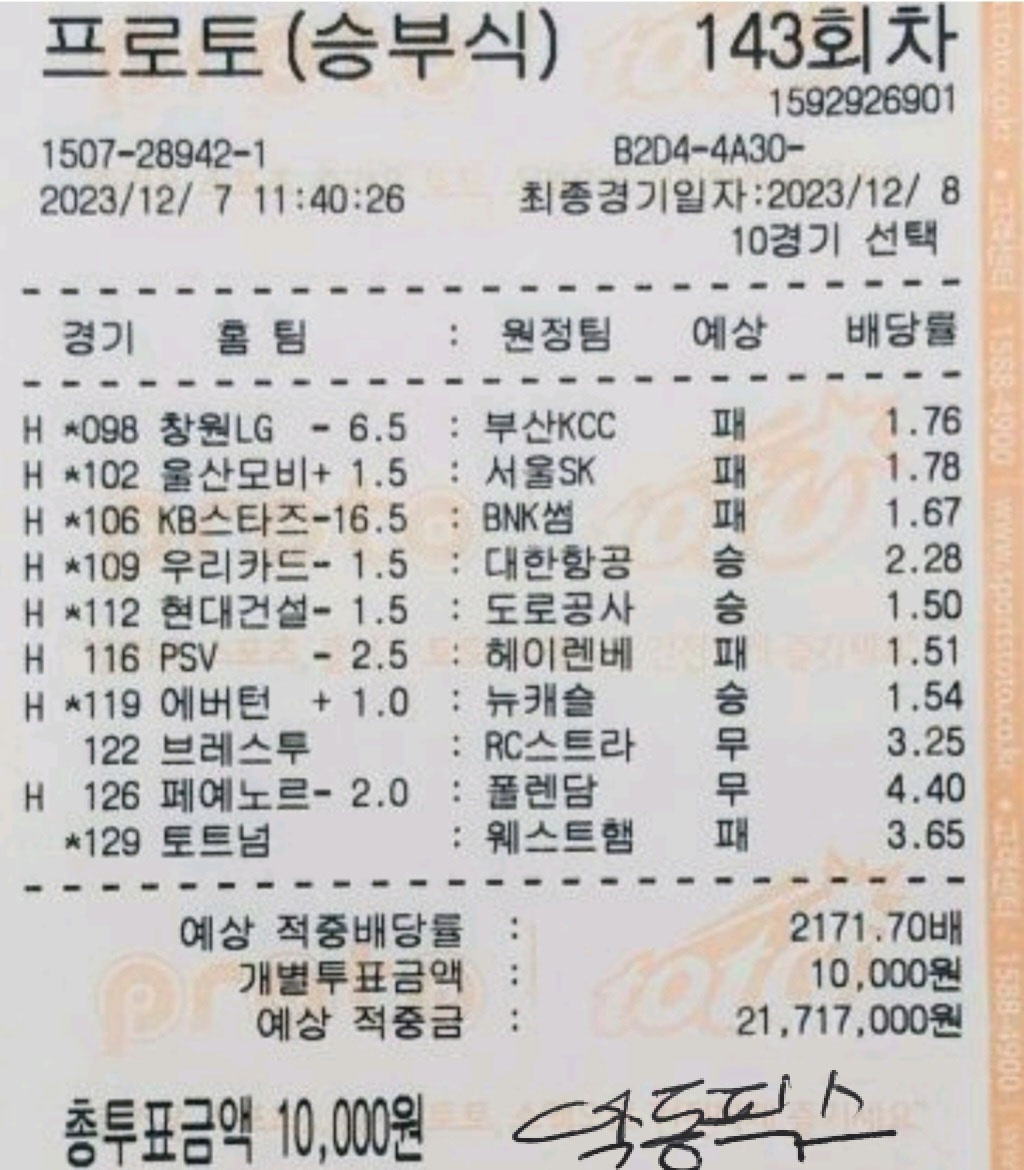 프로토(승부식) 143회차
1592926901
1507-28942-1 B2D4-4A30-
2023/12/ 7 11:40:26 최종경기일자:2023/12/ 8
10경기 선택
경기 홈 팀 : 원정팀 예상 배당률
H *098 창원LG - 6.5 : 부산KCC 패 1.76
H *102 울산모비+ 1.5 : 서울SK 패 1.78
H *106 KB스타즈-16.5 : BNK썸 패 1.67
H *109 우리카드- 1.5 : 대한항공 승 2.28
H *112 현대건설- 1.5 : 도로공사 승 1.50
H 116 PSV - 2.5 : 헤이렌베 패 1.51
H *119 에버턴 + 1.0 : 뉴캐슬 승 1.54
122 브레스투 : RC스트라 무 3.25
H 126 페예노르- 2.0 : 폴렌담 무 4.40
*129 토트넘 : 웨스트햄 패 3.65
예상 적중배당률 : 2171.70배
개별투표금액 : 10,000원
예상 적중금 : 21,717,000원
총투표금액 10,000원
악동픽스